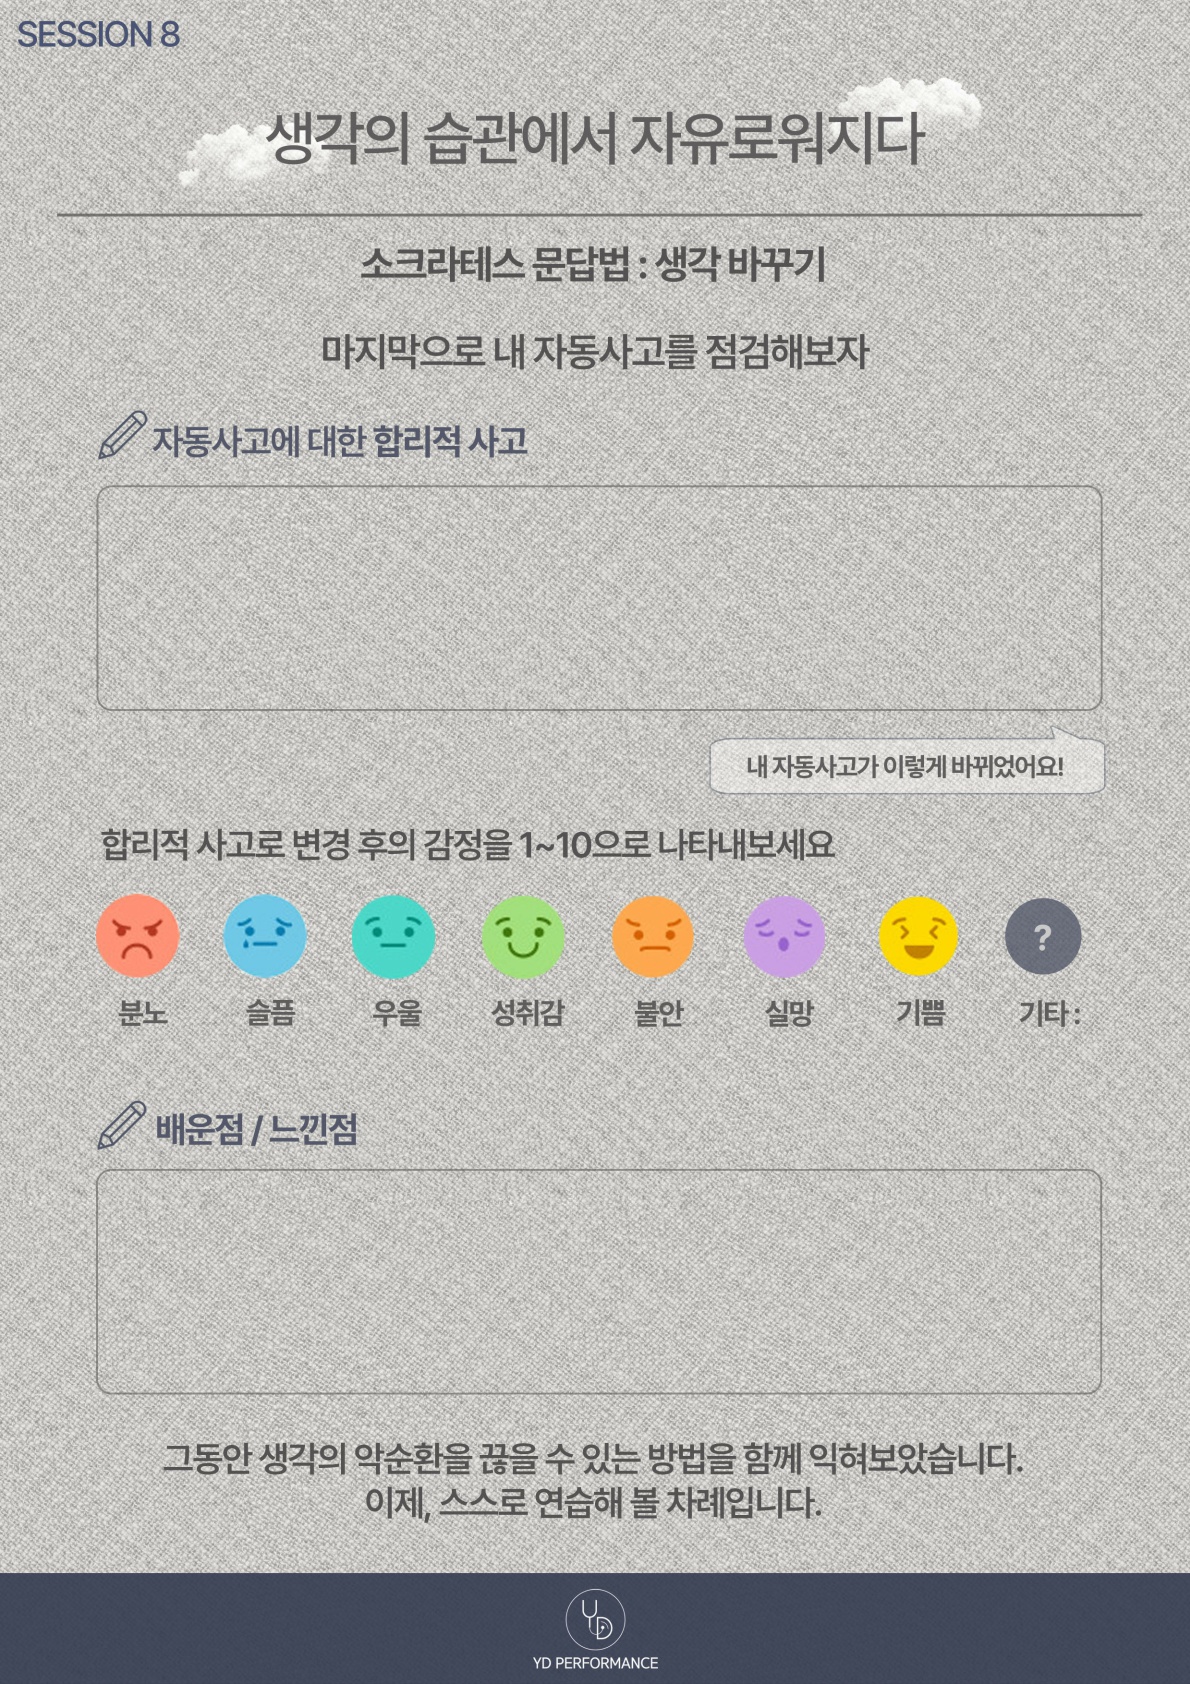 SESSION 8
생각의 습관에서 자유로워지다
소크라테스 문답법 : 생각 바꾸기
마지막으로 내 자동사고를 점검해보자
자동사고에 대한 합리적 사고
내 자동사고가 이렇게 바뀌었어요!
합리적 사고로 변경 후의 감정을 1~10으로 나타내보세요
?
분노 슬픔 우울 성취감 불안 실망 기쁨 기타 :
배운점 / 느낀점
그동안 생각의 악순환을 끊을 수 있는 방법을 함께 익혀보았습니다.
이제, 스스로 연습해 볼 차례입니다.
YD
YD PERFORMANCE